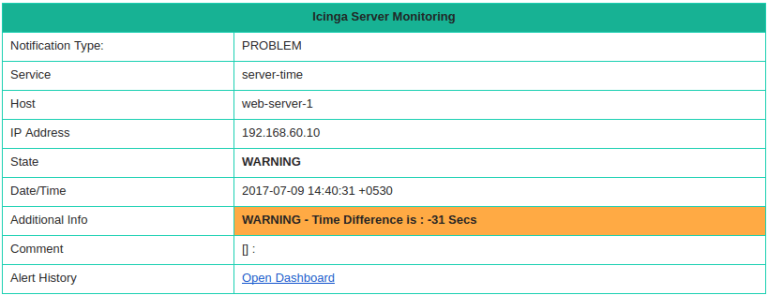 Icinga Server Monitoring
Notification Type: PROBLEM
Service server-time
Host web-server-1
IP Address 192.168.60.10
State WARNING
Date/Time 2017-07-09 14:40:31 +0530
Additional Info WARNING - Time Difference is : -31 Secs
Comment [] :
Alert History Open Dashboard